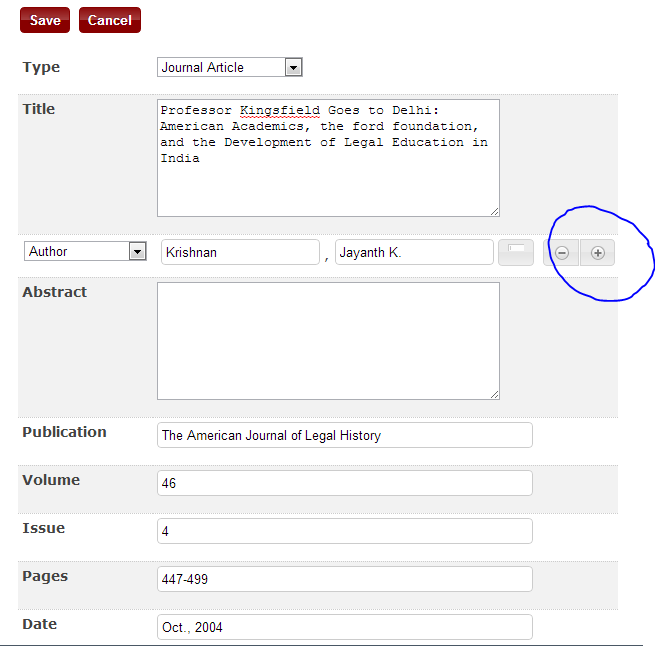 Save Cancel
Type Journal Article
Title Professor Kingsfield Goes to Delhi:
American Academics, the ford foundation,
and the Development of Legal Education in
India
Author Krishnan , Jayanth K.
Abstract
Publication The American Journal of Legal History
Volume 46
Issue 4
Pages 447-499
Date Oct., 2004